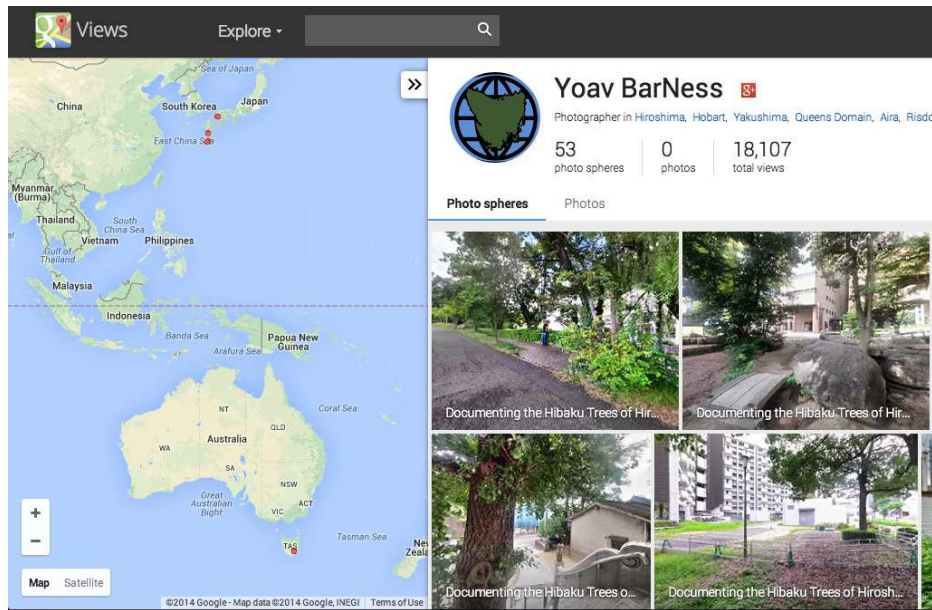 Views
Explore
Yoav BarNess
g+
Photographer in Hiroshima, Hobart, Yakushima, Queens Domain, Aira, Risdo
53
0
18,107
photo spheres
photos
total views
Photo spheres
Photos
Documenting the Hibaku Trees of Hir...
Documenting the Hibaku Trees of Hir...
Documenting the Hibaku Trees o...
Documenting the Hibaku Trees of Hirosh...
Sea of Japan
China
South Korea
Japan
East China Sea
Myanmar
(Burma)
Thailand
South
China Sea
Vietnam
Philippines
Gulf of
Thailand
Malaysia
Indonesia
Banda Sea
Papua New
Guinea
Arafura Sea
Coral Sea
NT
QLD
Australia
WA
SA
NSW
Great
Australian
Bight
ACT
VIC
Tasman Sea
TAS
New
Zeala
+
−
Map
Satellite
©2014 Google - Map data ©2014 Google, INEGI
Terms of Use